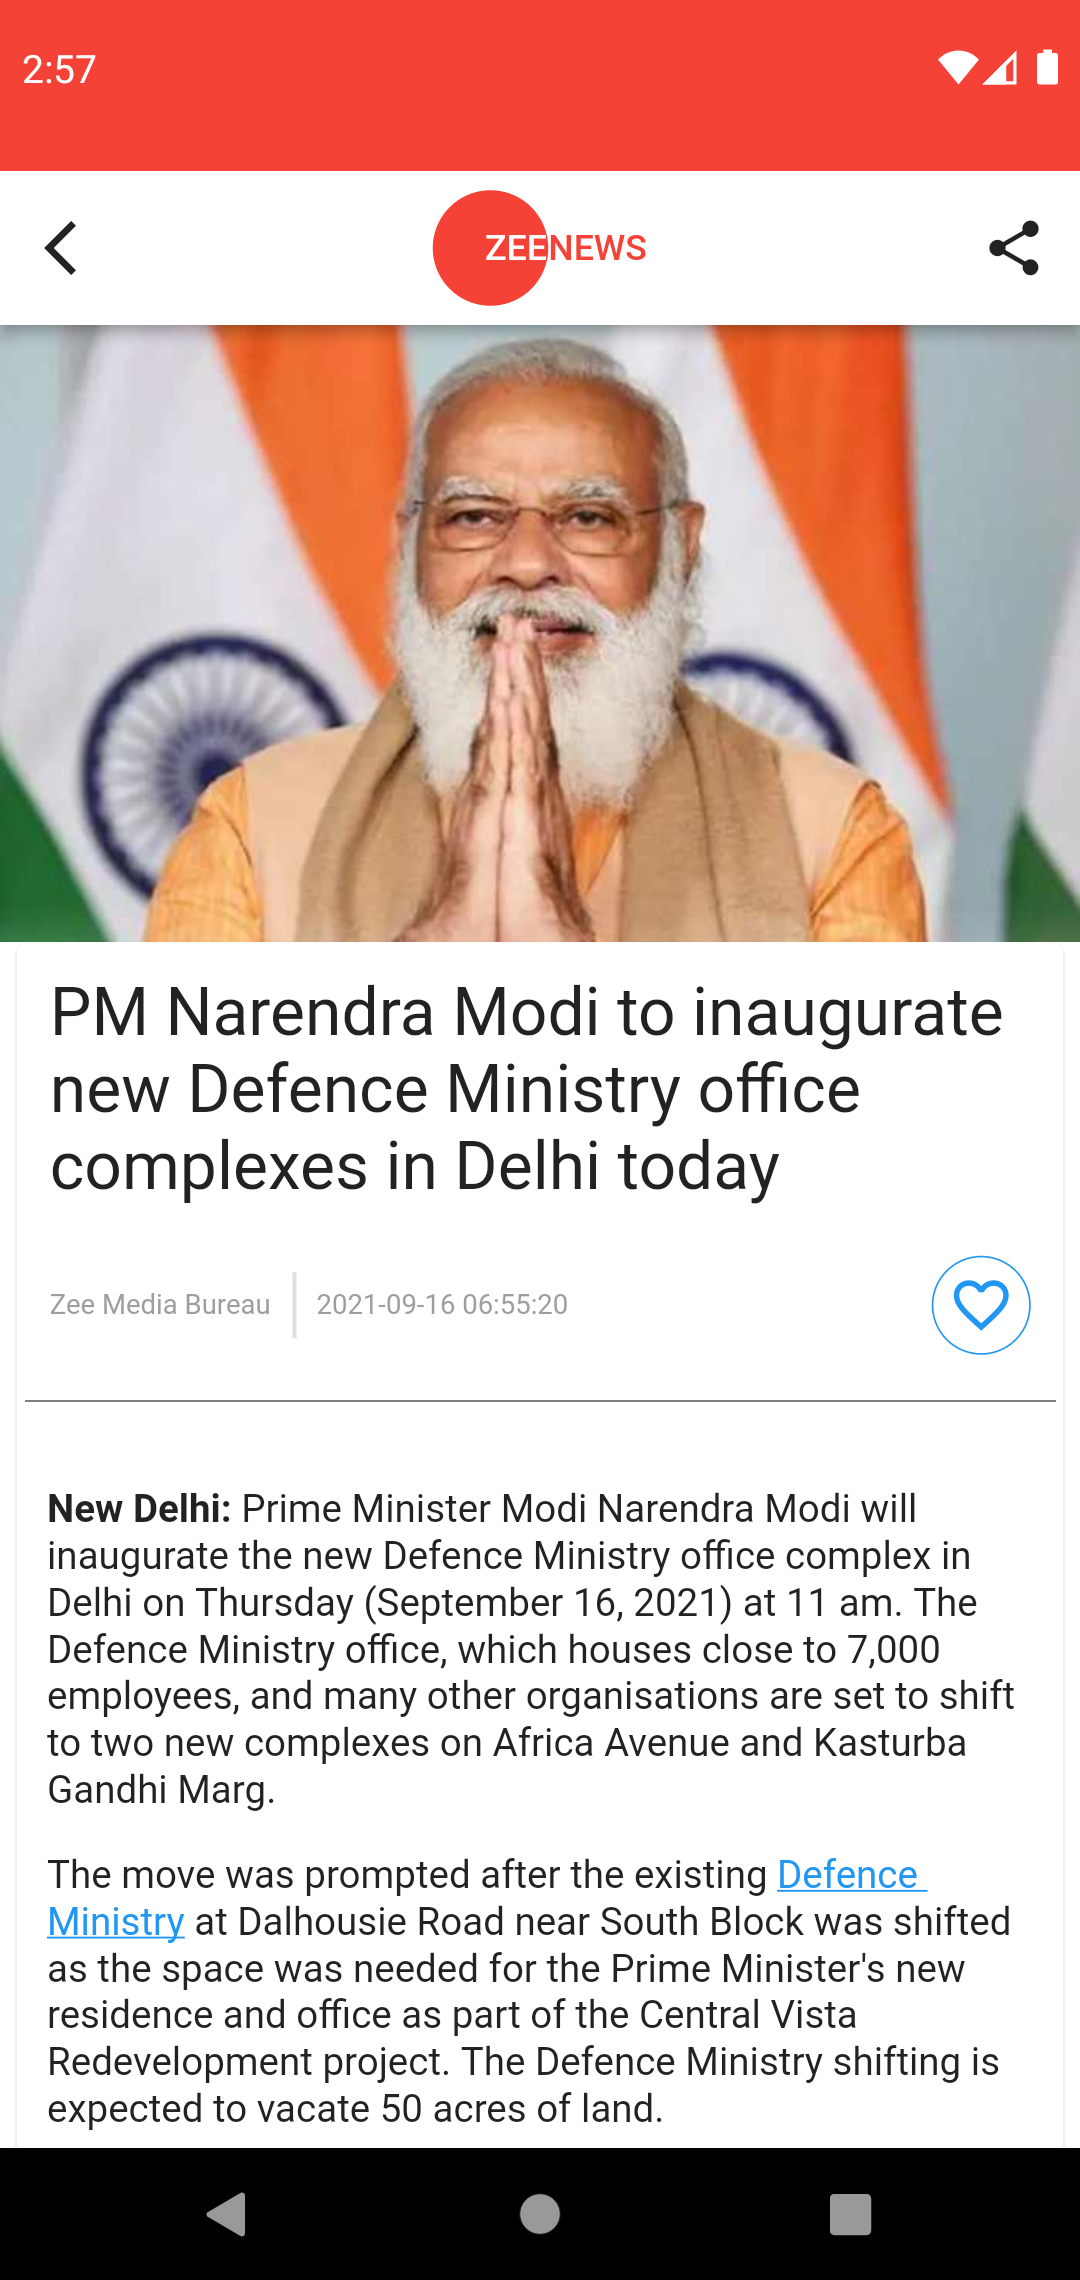 2:57
ZEENEWS
PM Narendra Modi to inaugurate
new Defence Ministry office
complexes in Delhi today
Zee Media Bureau
2021-09-16 06:55:20
New Delhi: Prime Minister Modi Narendra Modi will
inaugurate the new Defence Ministry office complex in
Delhi on Thursday (September 16, 2021) at 11 am. The
Defence Ministry office, which houses close to 7,000
employees, and many other organisations are set to shift
to two new complexes on Africa Avenue and Kasturba
Gandhi Marg.
The move was prompted after the existing Defence
Ministry at Dalhousie Road near South Block was shifted
as the space was needed for the Prime Minister's new
residence and office as part of the Central Vista
Redevelopment project. The Defence Ministry shifting is
expected to vacate 50 acres of land.